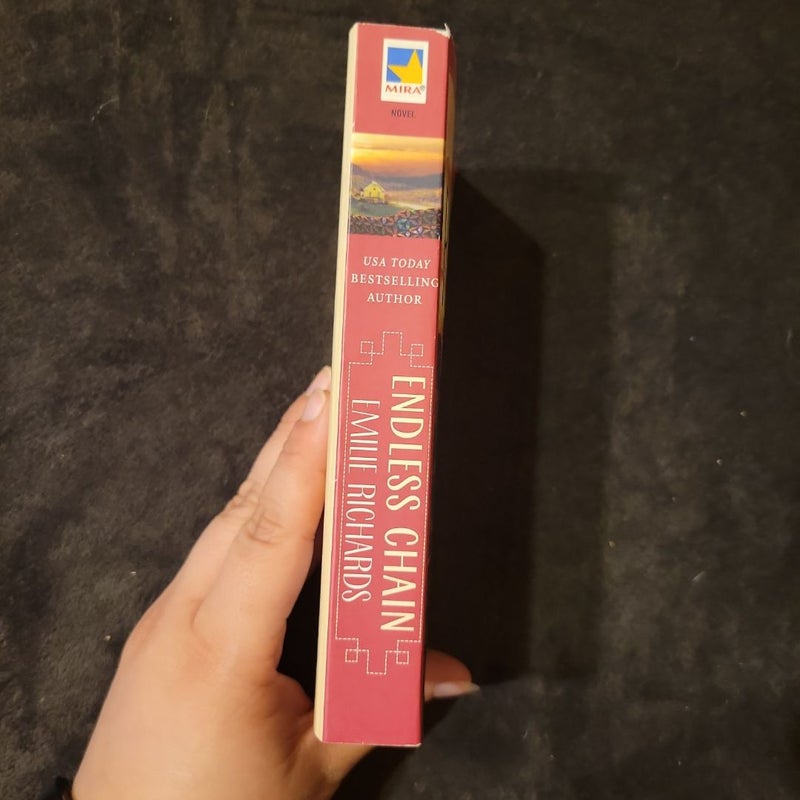 MIRA®
NOVEL
USA TODAY
BESTSELLING
AUTHOR
ENDLESS CHAIN
EMILIE RICHARDS